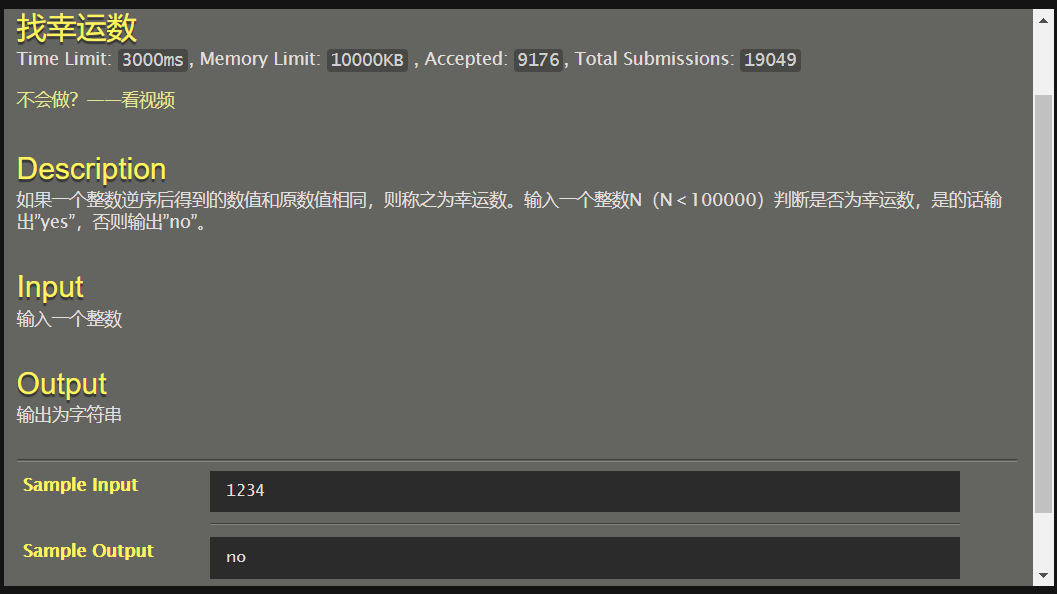 找幸运数
Time Limit: 3000ms, Memory Limit: 10000KB , Accepted: 9176, Total Submissions: 19049
不会做？——看视频
Description
如果一个整数逆序后得到的数值和原数值相同，则称之为幸运数。输入一个整数N（N < 100000）判断是否为幸运数，是的话输
出”yes”，否则输出”no”。
Input
输入一个整数
Output
输出为字符串
Sample Input
1234
Sample Output
no